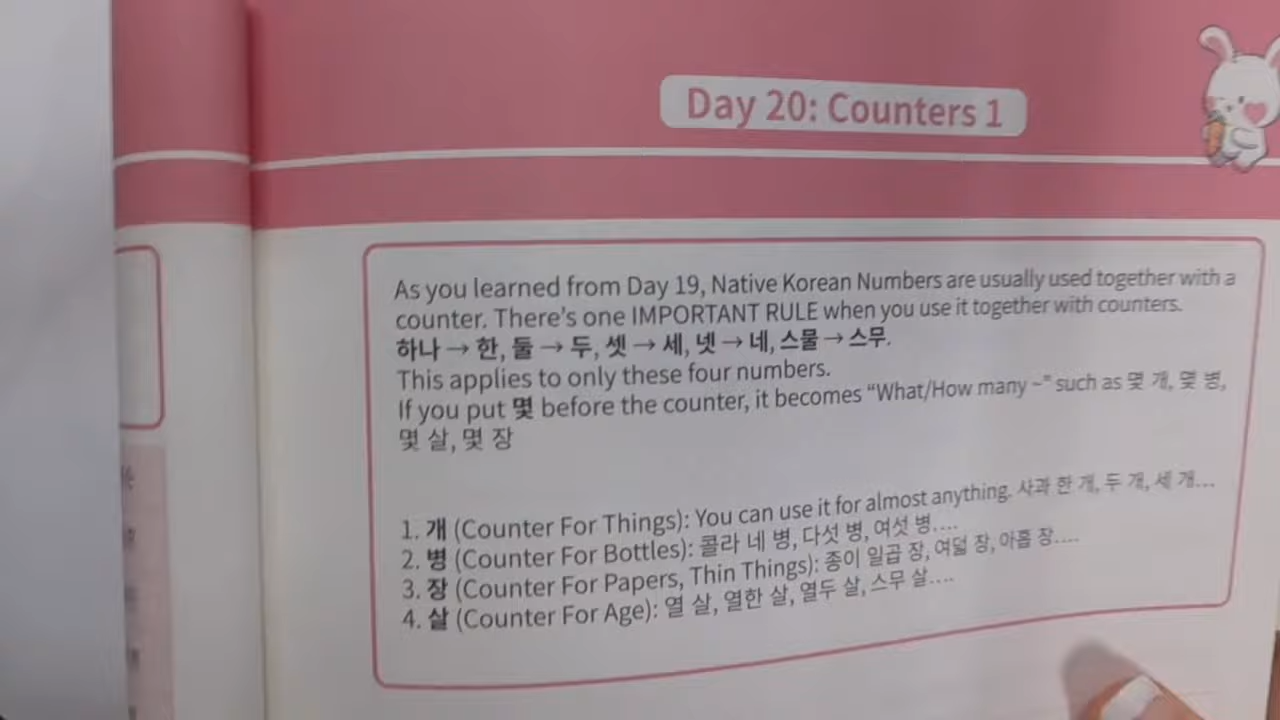 Day 20: Counters 1
As you learned from Day 19, Native Korean Numbers are usually used together with a
counter. There's one IMPORTANT RULE when you use it together with counters.
하나 → 한, 둘 → 두, 셋 → 세, 넷 → 네, 스물 → 스무.
This applies to only these four numbers.
If you put 몇 before the counter, it becomes “What/How many ~” such as 몇 개, 몇 병,
몇 살, 몇 장
1. 개 (Counter For Things): You can use it for almost anything. 사과 한 개, 두 개, 세 개...
2. 병 (Counter For Bottles): 콜라 네 병, 다섯 병, 여섯 병....
3. 장 (Counter For Papers, Thin Things): 종이 일곱 장, 여덟 장, 아홉 장....
4. 살 (Counter For Age): 열 살, 열한 살, 열두 살, 스무 살....